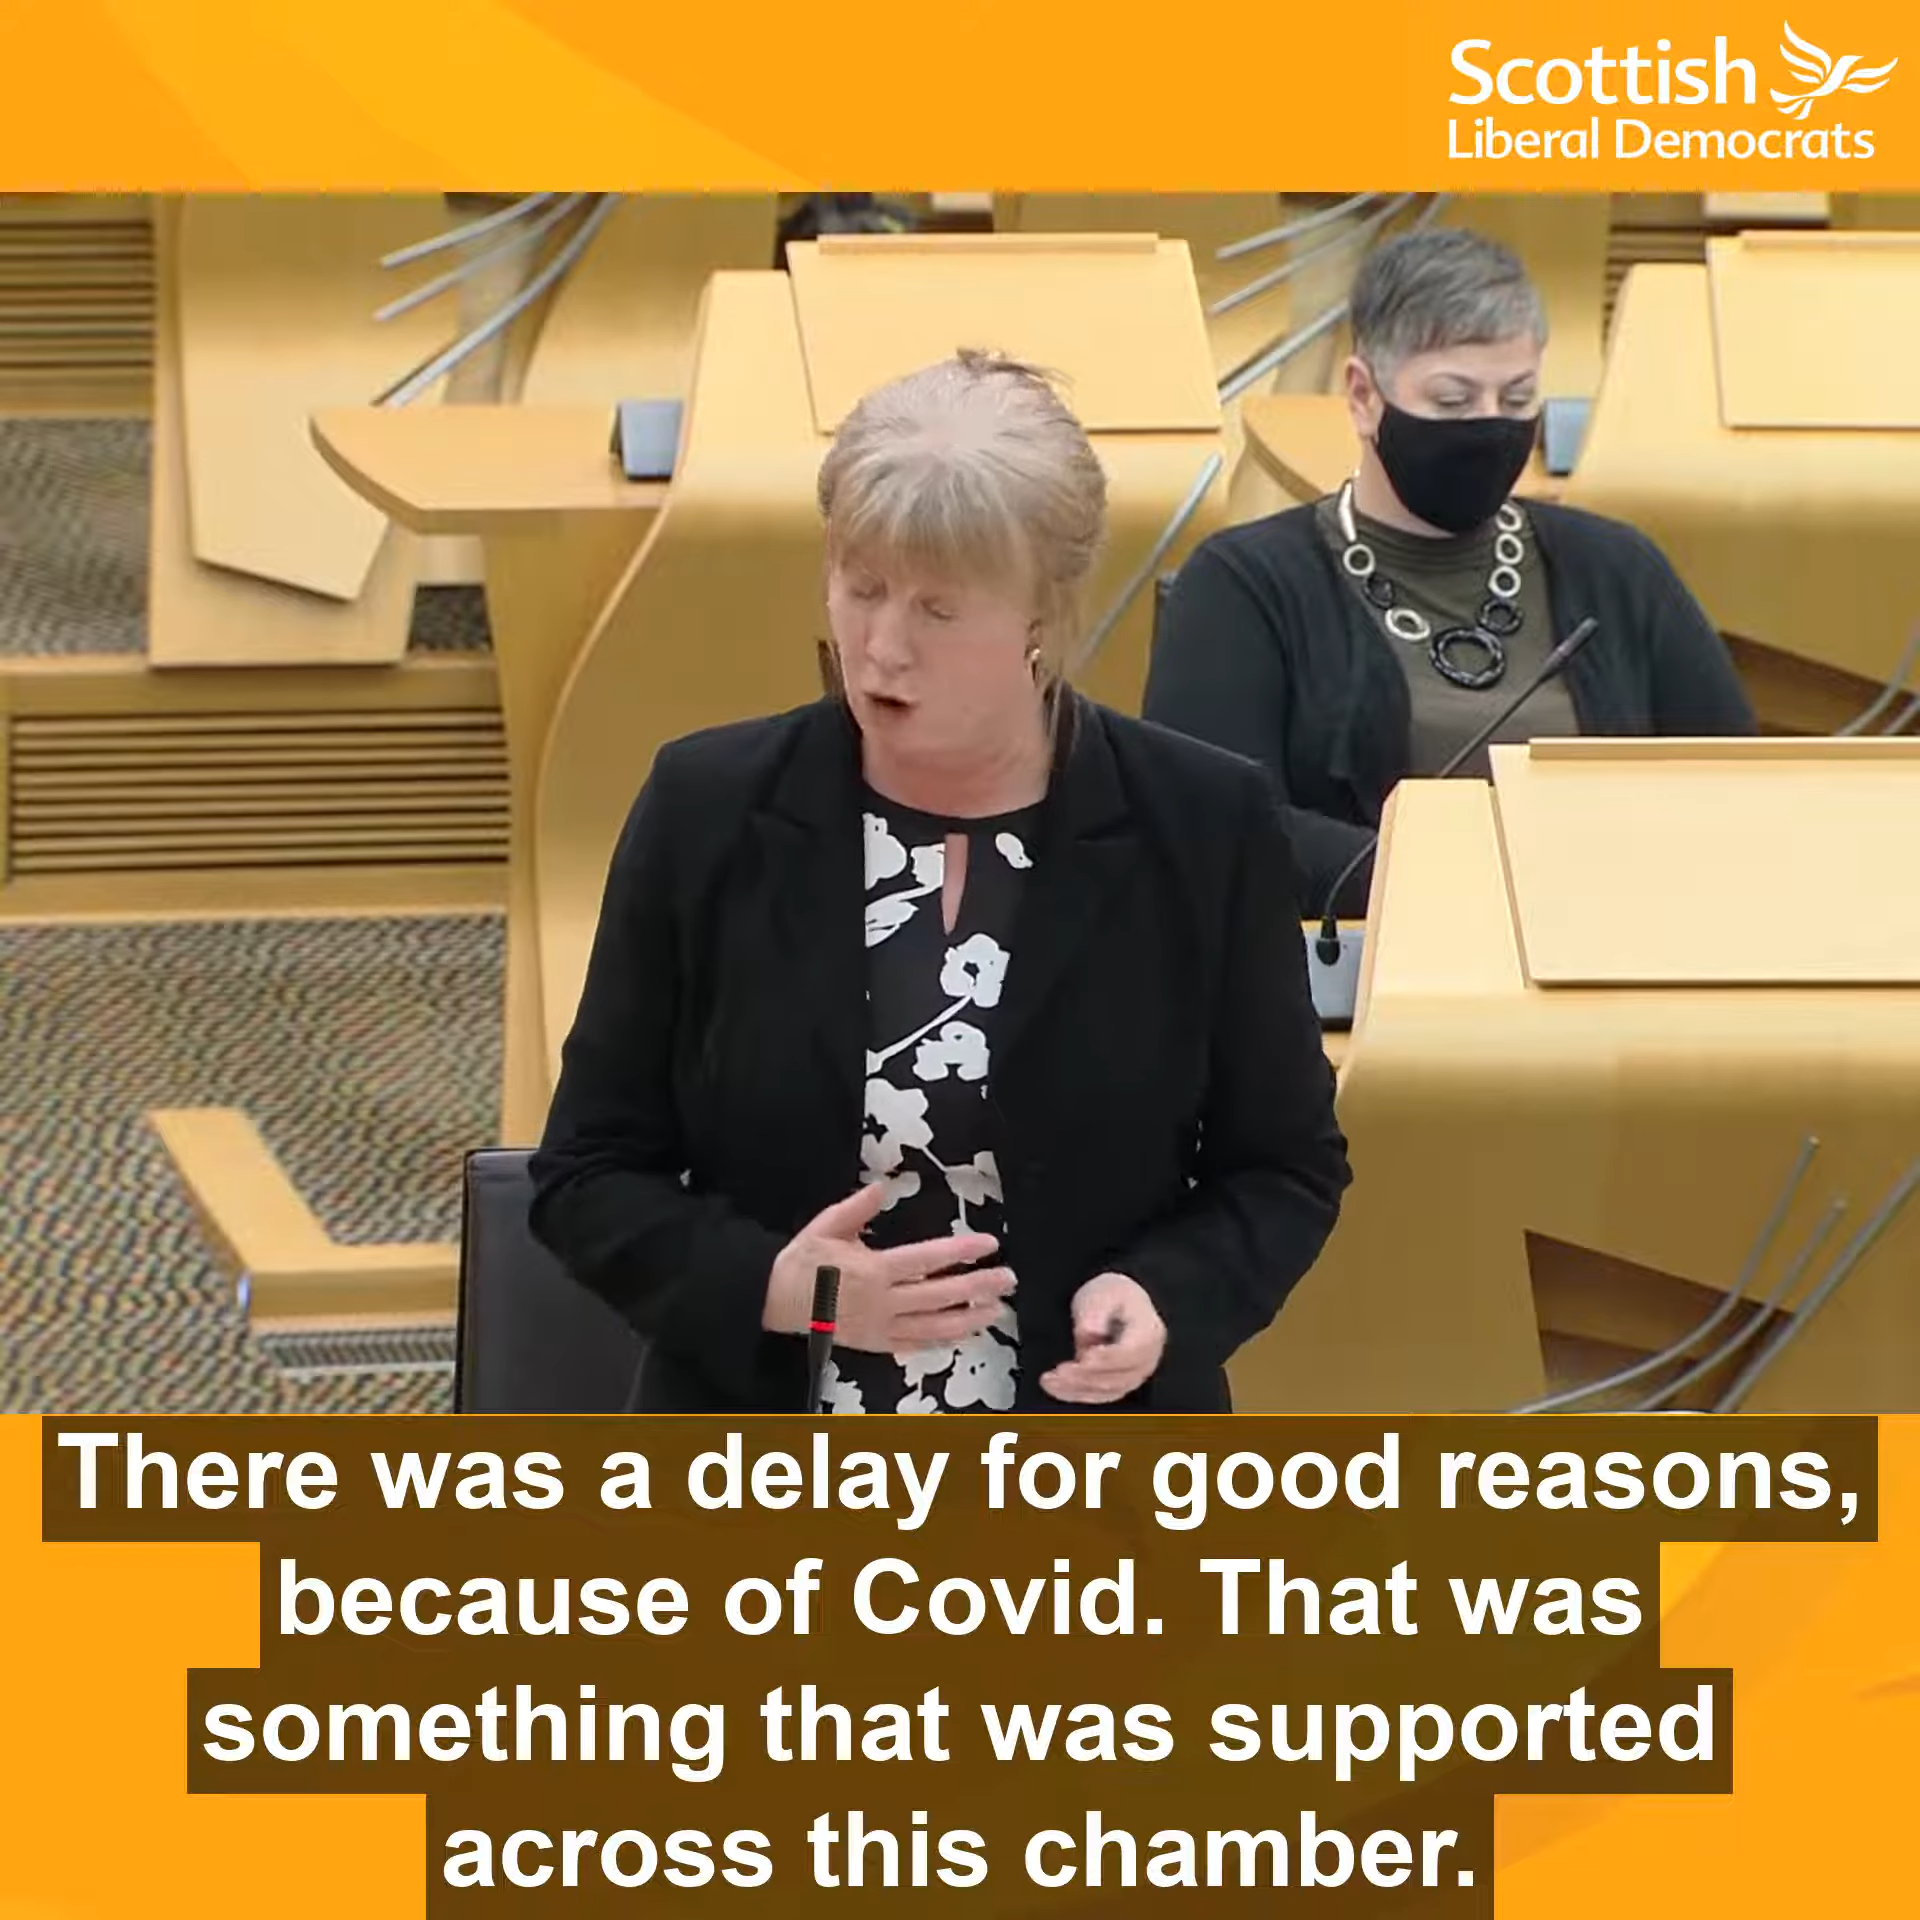 Scottish
Liberal Democrats
There was a delay for good reasons,
because of Covid. That was
something that was supported
across this chamber.